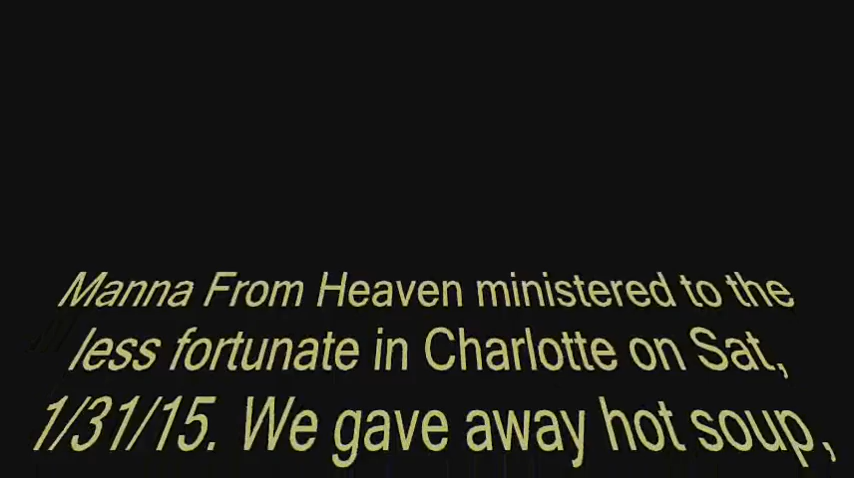 Manna From Heaven ministered to the
less fortunate in Charlotte on Sat,
1/31/15. We gave away hot soup,